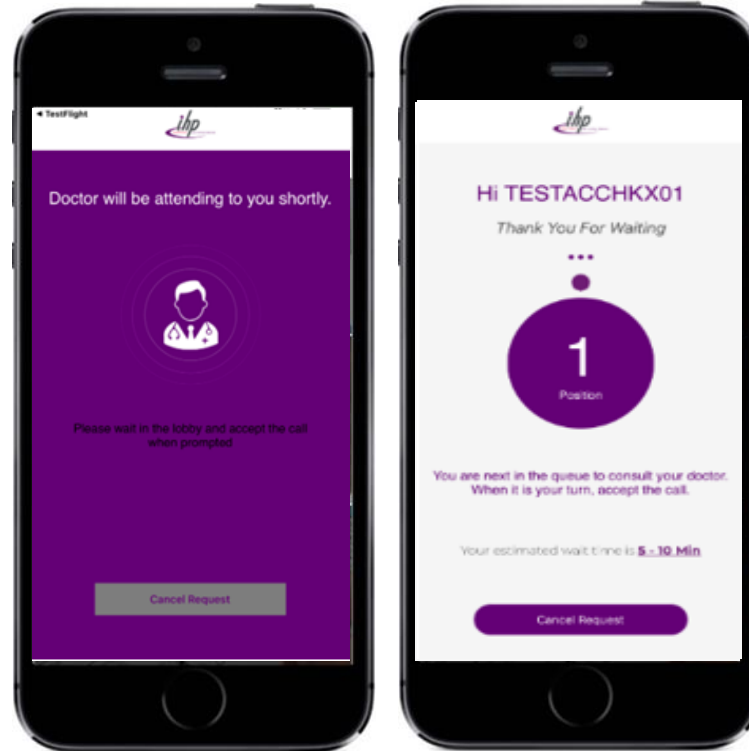 ◂ TestFlight
ihp
Doctor will be attending to you shortly.
Please wait in the lobby and accept the call
when prompted
Cancel Request
ihp
Hi TESTACCHKX01
Thank You For Waiting
1
Position
You are next in the queue to consult your doctor.
When it is your turn, accept the call.
Your estimated wait time is 5 - 10 Min
Cancel Request